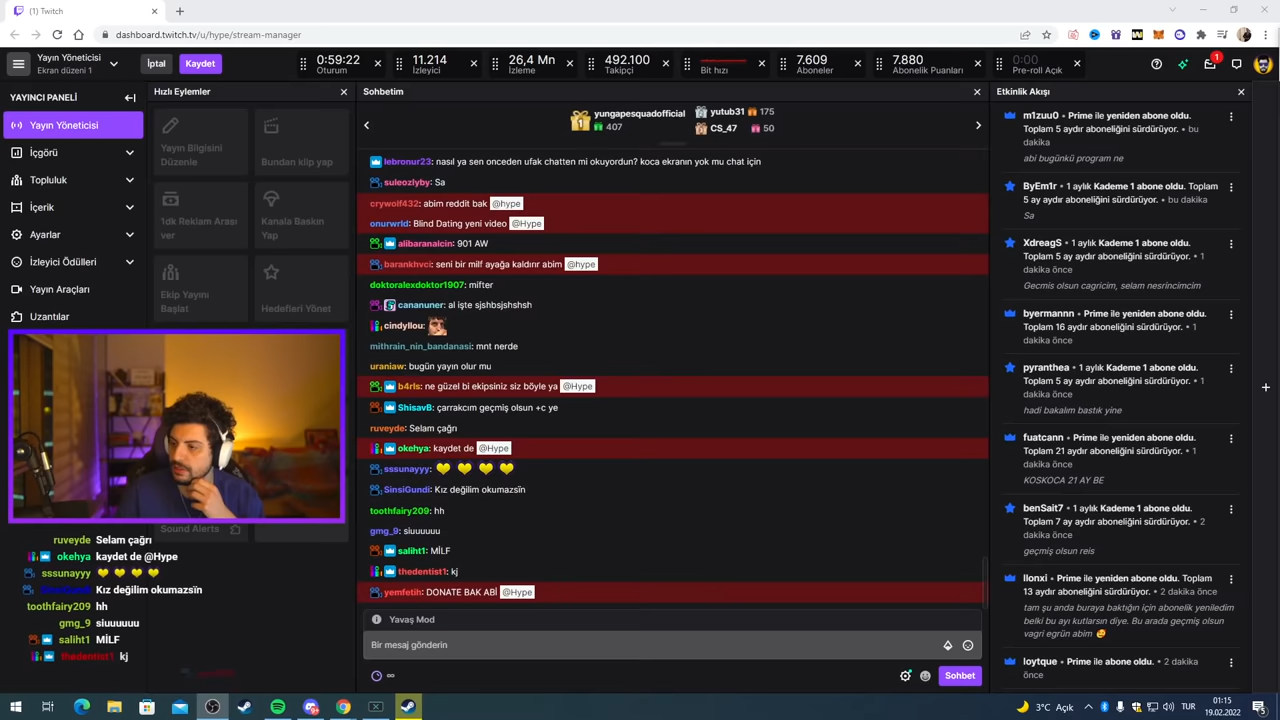 (1) Twitch
dashboard.twitch.tv/u/hype/stream-manager
Yayın Yöneticisi
Ekran düzeni 1
İptal
Kaydet
0:59:22
Oturum
11.214
İzleyici
26,4 Mn
İzleme
492.100
Takipçi
Bit hızı
7.609
Aboneler
7.880
Abonelik Puanları
0:00
Pre-roll Açık
1
YAYINCI PANELİ
Yayın Yöneticisi
İçgörü
Topluluk
İçerik
Ayarlar
İzleyici Ödülleri
Yayın Araçları
Uzantılar
Hızlı Eylemler
Yayın Bilgisini
Düzenle
Bundan klip yap
1dk Reklam Arası
ver
Kanala Baskın
Yap
Ekip Yayını
Başlat
Hedefleri Yönet
Sound Alerts
ruveyde Selam çağrı
okehya kaydet de @Hype
sssunayyy
Kız değilim okumazsïn
toothfairy209 hh
gmg_9 siuuuuuu
saliht1 MİLF
thedentist1 kj
Sohbetim
1
yungapesquadofficial
407
yutub31 175
CS_47 50
lebronur23: nasıl ya sen onceden ufak chatten mi okuyordun? koca ekranın yok mu chat için
suleozlyby: Sa
crywolf432: abim reddit bak @hype
onurwrld: Blind Dating yeni video @Hype
alibaranalcin: 901 AW
barankhvci: seni bir milf ayağa kaldırır abim @hype
doktoralexdoktor1907: mifter
cananuner: al işte sjshbsjshshsh
cindyllou:
mithrain_nin_bandanasi: mnt nerde
uraniaw: bugün yayın olur mu
b4rls: ne güzel bi ekipsiniz siz böyle ya @Hype
ShisavB: çarrakcım geçmiş olsun +c ye
ruveyde: Selam çağrı
okehya: kaydet de @Hype
sssunayyy:
SinsiGundi: Kız değilim okumazsïn
toothfairy209: hh
gmg_9: siuuuuuu
saliht1: MİLF
thedentist1: kj
yemfetih: DONATE BAK ABİ @Hype
Yavaş Mod
Bir mesaj gönderin
Sohbet
Etkinlik Akışı
m1zuu0 • Prime ile yeniden abone oldu.
Toplam 5 aydır aboneliğini sürdürüyor. • bu
dakika
abi bugünkü program ne
ByEm1r • 1 aylık Kademe 1 abone oldu. Toplam
5 ay aydır aboneliğini sürdürüyor. • bu dakika
Sa
XdreagS • 1 aylık Kademe 1 abone oldu.
Toplam 5 ay aydır aboneliğini sürdürüyor. • 1
dakika önce
Gecmis olsun cagricim, selam nesrincimcim
byermannn • Prime ile yeniden abone oldu.
Toplam 16 aydır aboneliğini sürdürüyor. • 1
dakika önce
pyranthea • 1 aylık Kademe 1 abone oldu.
Toplam 5 ay aydır aboneliğini sürdürüyor. • 1
dakika önce
hadi bakalım bastık yine
fuatcann • Prime ile yeniden abone oldu.
Toplam 21 aydır aboneliğini sürdürüyor. • 1
dakika önce
KOSKOCA 21 AY BE
benSait7 • 1 aylık Kademe 1 abone oldu.
Toplam 7 ay aydır aboneliğini sürdürüyor. • 2
dakika önce
geçmiş olsun reis
llonxi • Prime ile yeniden abone oldu. Toplam
13 aydır aboneliğini sürdürüyor. • 2 dakika önce
tam şu anda buraya baktığın için abonelik yeniledim
belki bu ayı kutlarsın diye. Bu arada geçmiş olsun
vagri egrün abim
loytque • Prime ile abone oldu. • 2 dakika
önce
3°C Açık
TUR
01:15
19.02.2022
5